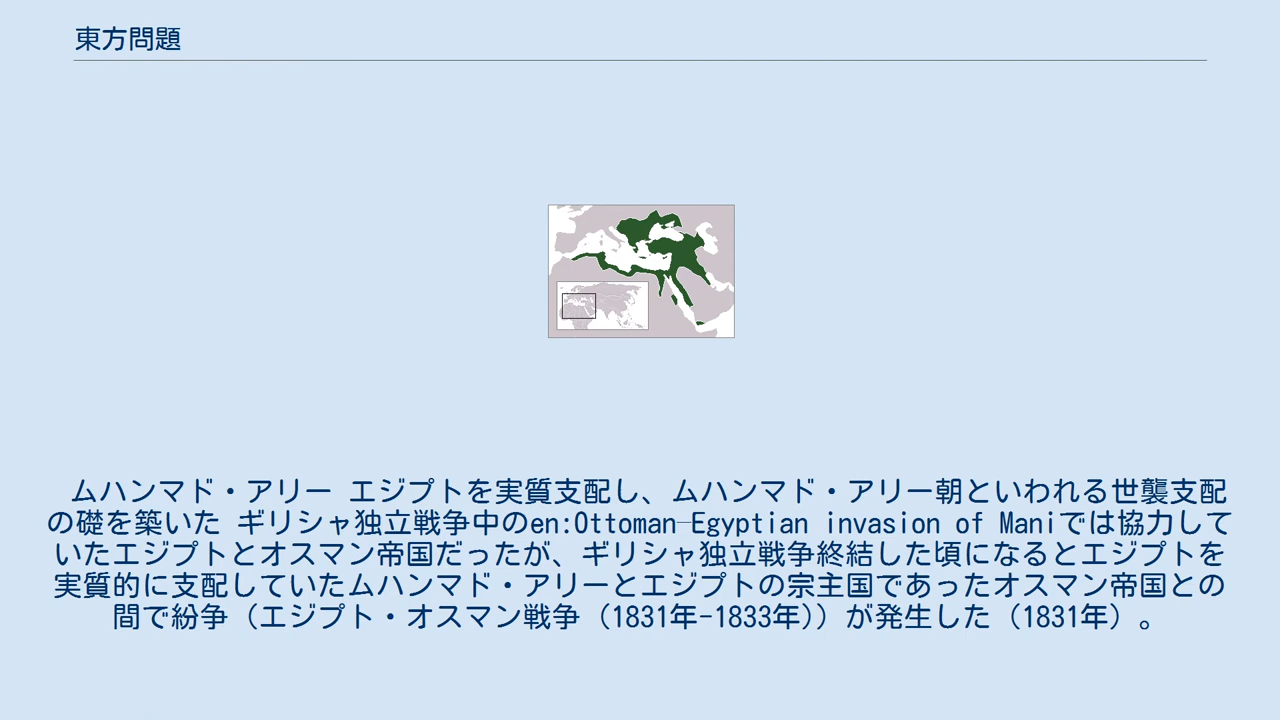 東方問題
ムハンマド・アリー エジプトを実質支配し、ムハンマド・アリー朝といわれる世襲支配
の礎を築いた ギリシャ独立戦争中のen:Ottoman–Egyptian invasion of Maniでは協力して
いたエジプトとオスマン帝国だったが、ギリシャ独立戦争終結した頃になるとエジプトを
実質的に支配していたムハンマド・アリーとエジプトの宗主国であったオスマン帝国との
間で紛争（エジプト・オスマン戦争（1831年-1833年））が発生した（1831年）。